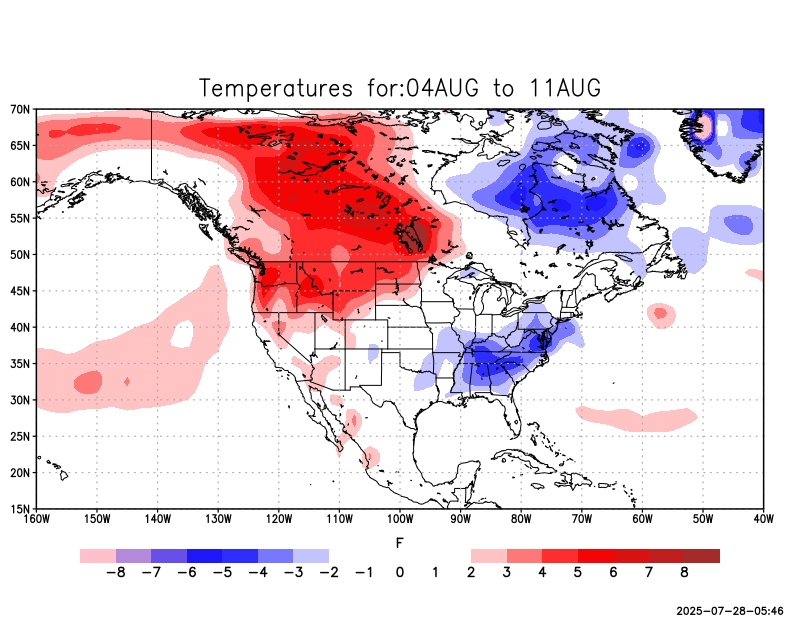 Temperatures for:04AUG to 11AUG
70N
65N
60N
55N
50N
45N
40N
35N
30N
25N
20N
15N
160W 150W 140W 130W 120W 110W 100W 90W 80W 70W 60W 50W 40W
F
−8 −7 −6 −5 −4 −3 −2 −1 0 1 2 3 4 5 6 7 8
2025-07-28-05:46